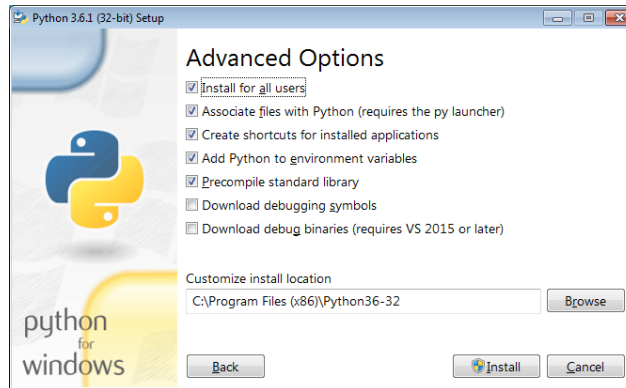 Python 3.6.1 (32-bit) Setup
Advanced Options
Install for all users
Associate files with Python (requires the py launcher)
Create shortcuts for installed applications
Add Python to environment variables
Precompile standard library
Download debugging symbols
Download debug binaries (requires VS 2015 or later)
Customize install location
C:\Program Files (x86)\Python36-32
Browse
python
for
windows
Back
Install
Cancel